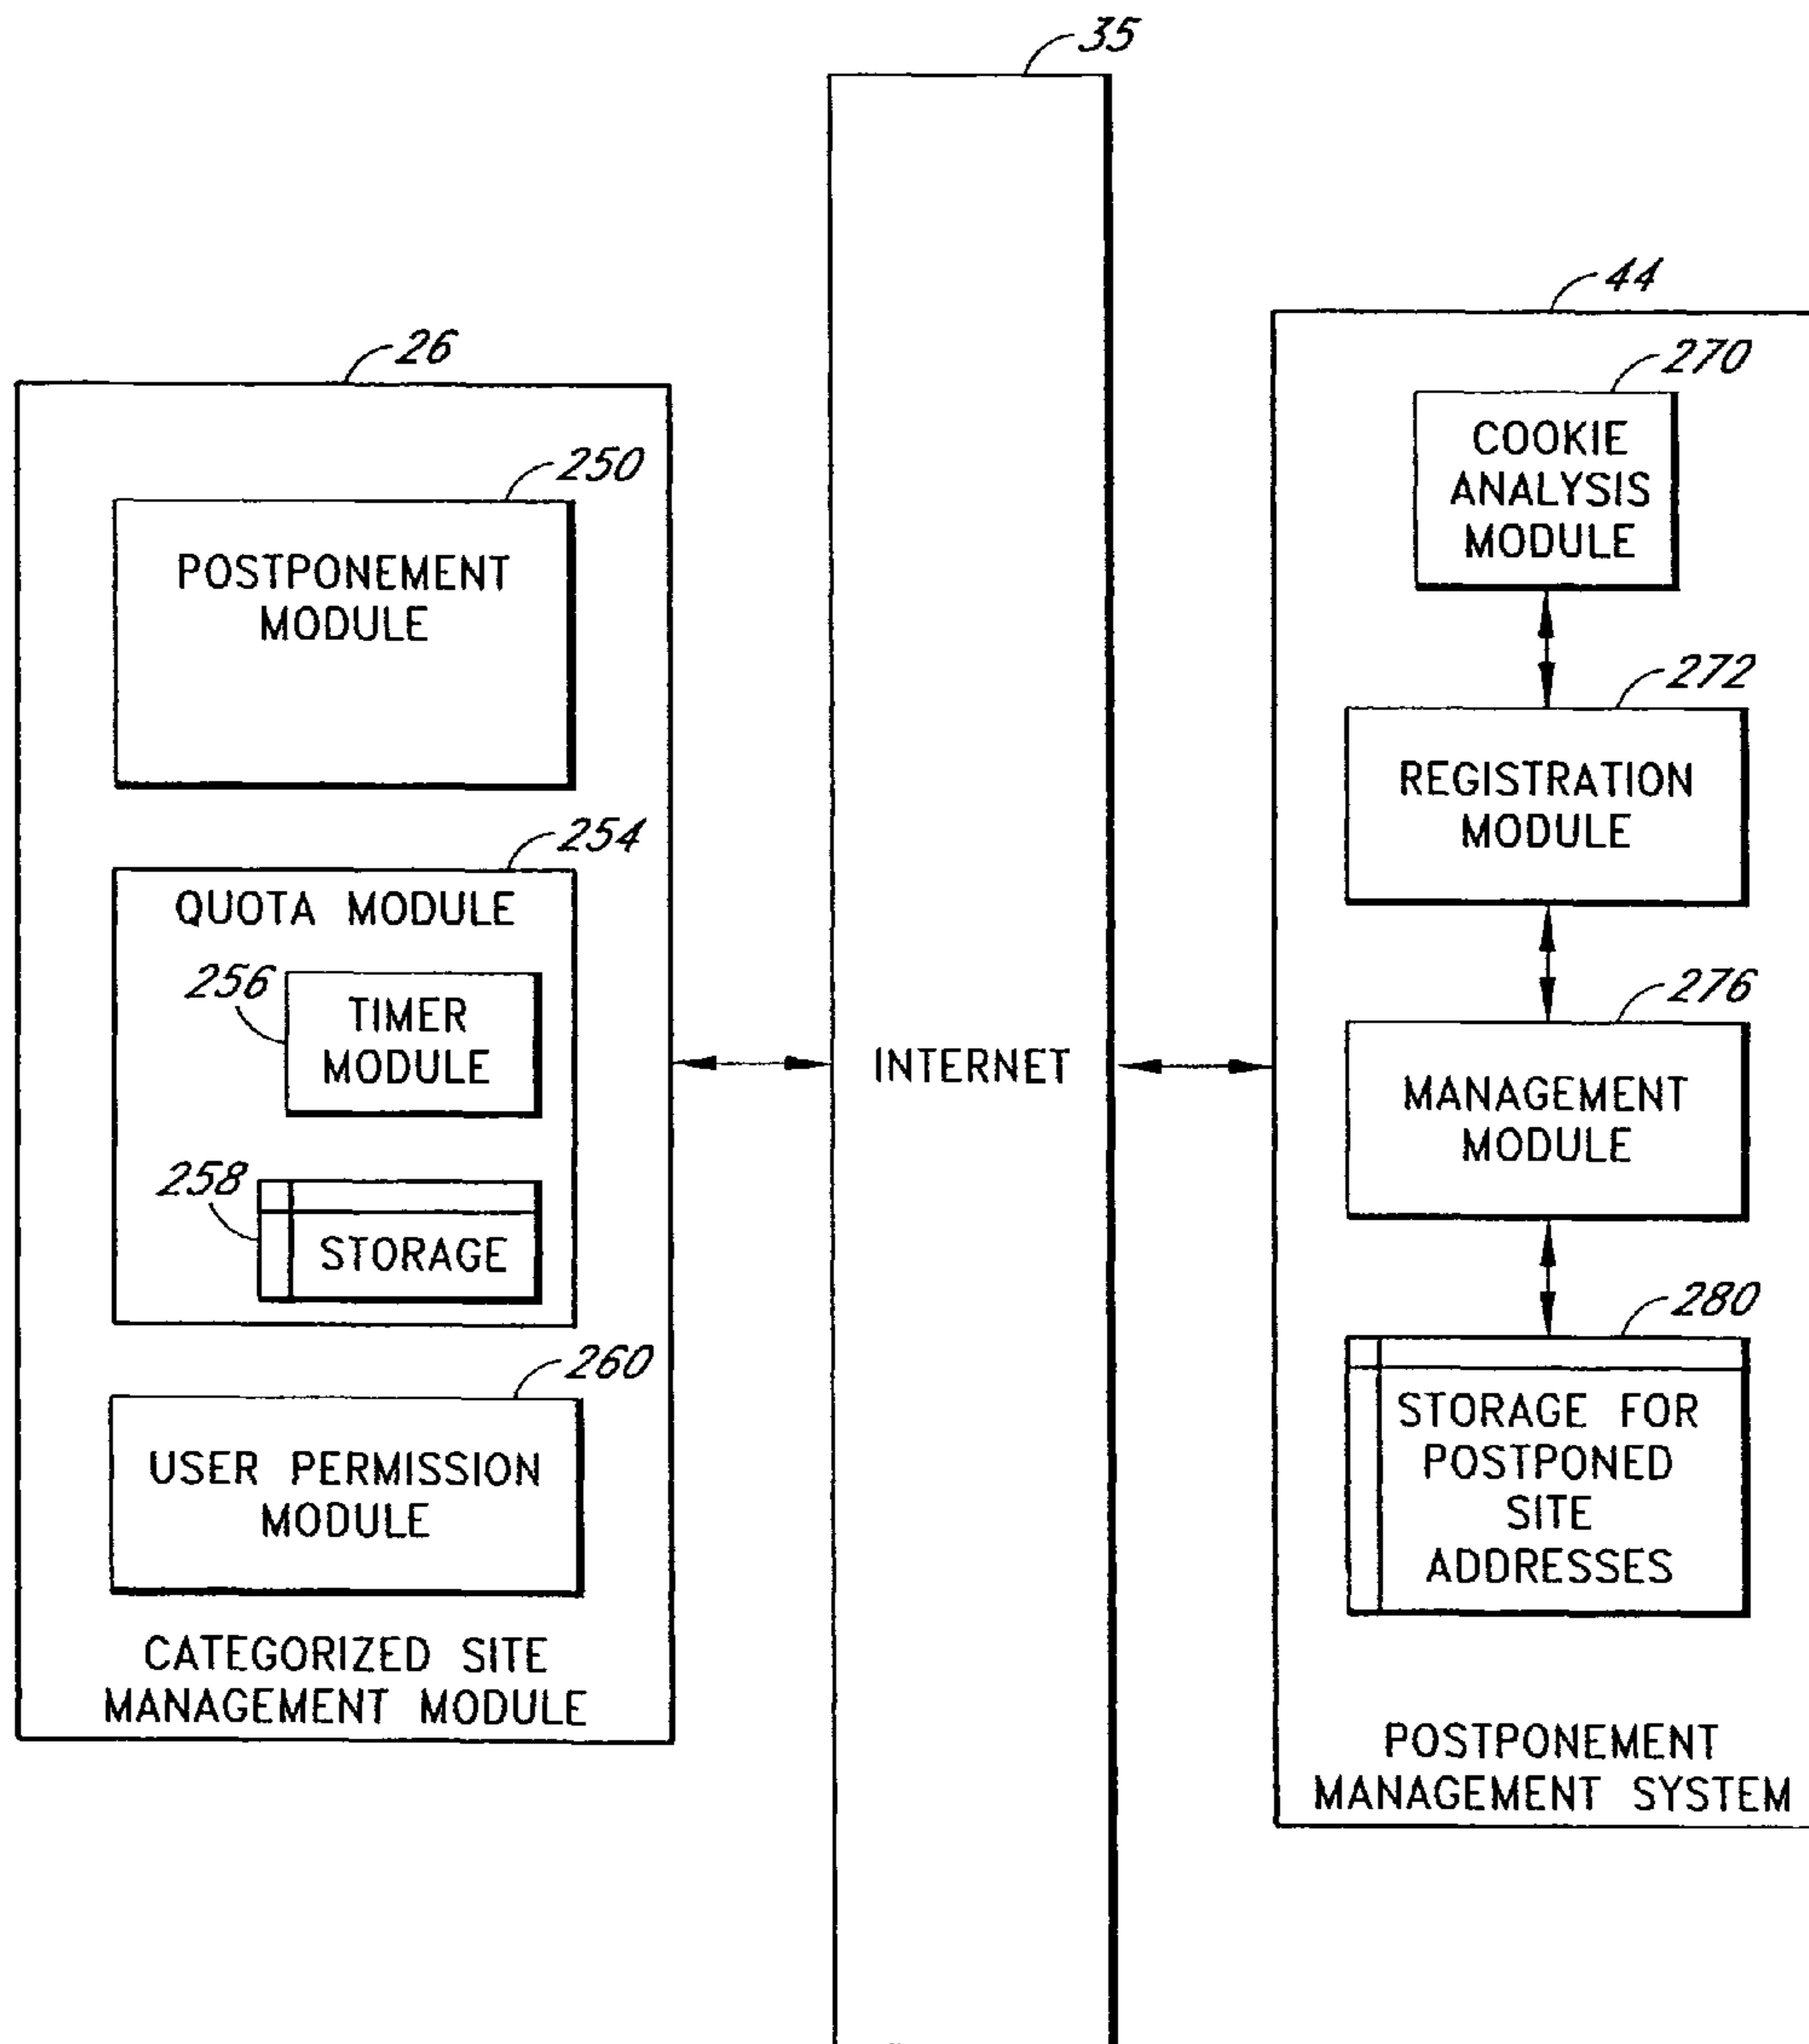 35
26
250
POSTPONEMENT
MODULE
254
QUOTA MODULE
256
TIMER
MODULE
258
STORAGE
260
USER PERMISSION
MODULE
CATEGORIZED SITE
MANAGEMENT MODULE
INTERNET
44
270
COOKIE
ANALYSIS
MODULE
272
REGISTRATION
MODULE
276
MANAGEMENT
MODULE
280
STORAGE FOR
POSTPONED
SITE
ADDRESSES
POSTPONEMENT
MANAGEMENT SYSTEM